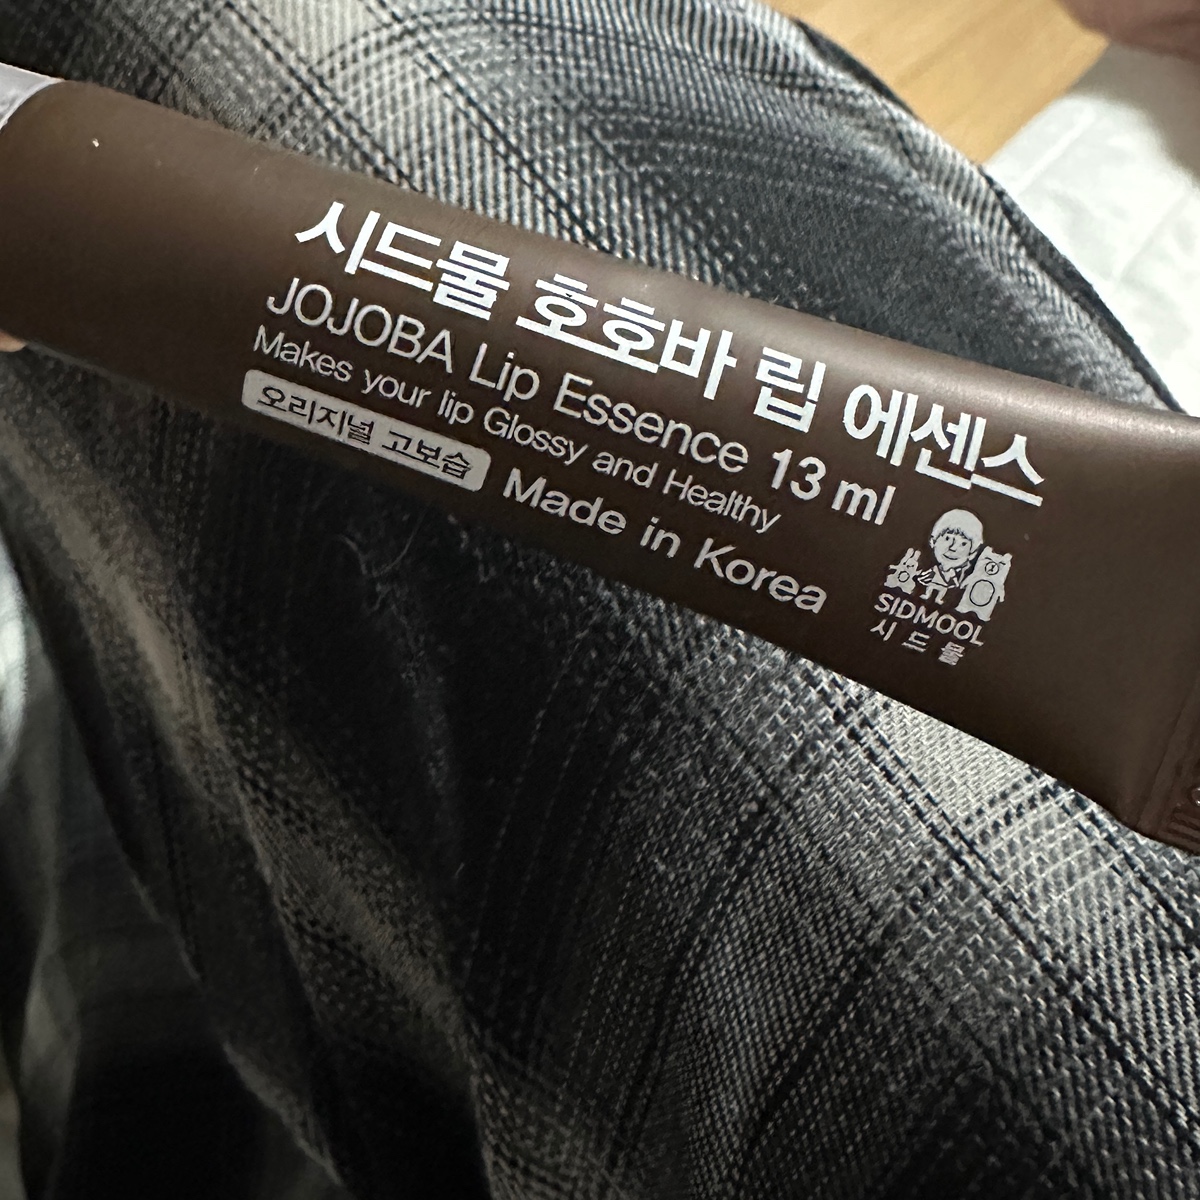 시드물 호호바 립 에센스
JOJOBA Lip Essence 13 ml
Makes your lip Glossy and Healthy
오리지널 고보습 Made in Korea
SIDMOOL
시드물